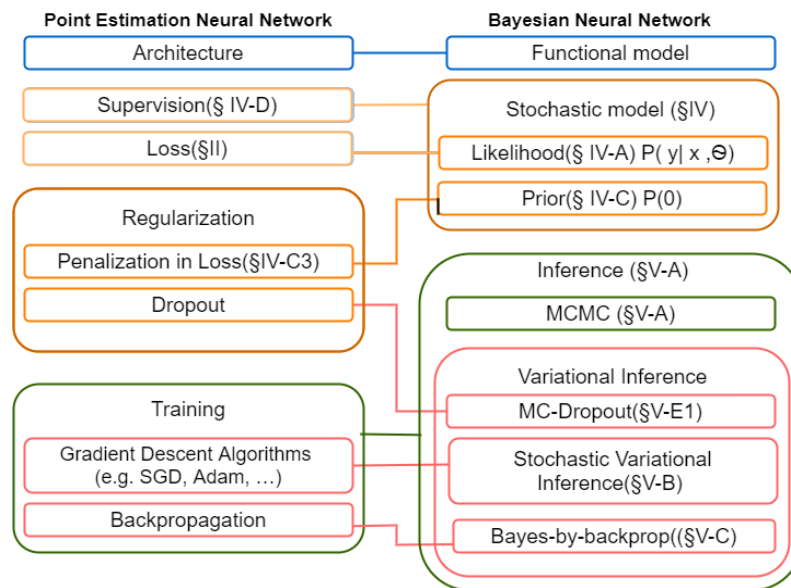 Point Estimation Neural Network
Bayesian Neural Network
Architecture
Functional model
Supervision(§ IV-D)
Stochastic model (§IV)
Loss(§II)
Likelihood(§ IV-A) P( y| x ,Θ)
Prior(§ IV-C) P(0)
Regularization
Penalization in Loss(§IV-C3)
Dropout
Inference (§V-A)
MCMC (§V-A)
Variational Inference
MC-Dropout(§V-E1)
Training
Gradient Descent Algorithms
(e.g. SGD, Adam, …)
Stochastic Variational
Inference(§V-B)
Backpropagation
Bayes-by-backprop((§V-C)